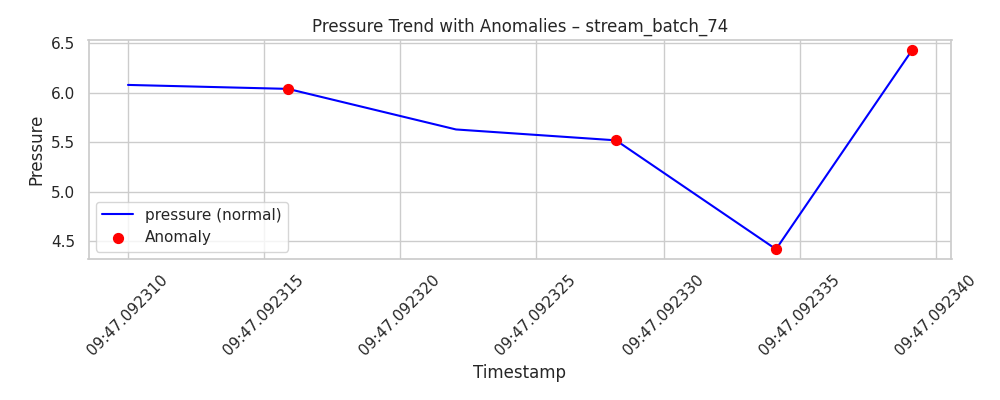 Pressure Trend with Anomalies – stream_batch_74
6.5
6.0
5.5
5.0
4.5
Pressure
pressure (normal)
Anomaly
09:47.092310
09:47.092315
09:47.092320
09:47.092325
09:47.092330
09:47.092335
09:47.092340
Timestamp